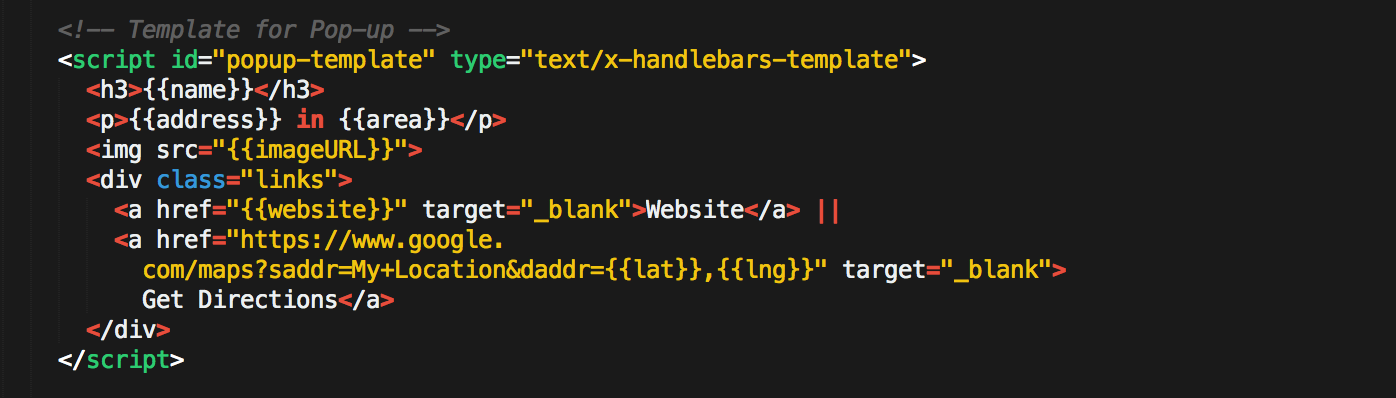 <!-- Template for Pop-up -->
<script id="popup-template" type="text/x-handlebars-template">
<h3>{{name}}</h3>
<p>{{address}} in {{area}}</p>
<img src="{{imageURL}}">
<div class="links">
<a href="{{website}}" target="_blank">Website</a> ||
<a href="https://www.google.
com/maps?saddr=My+Location&daddr={{lat}},{{lng}}" target="_blank">
Get Directions</a>
</div>
</script>